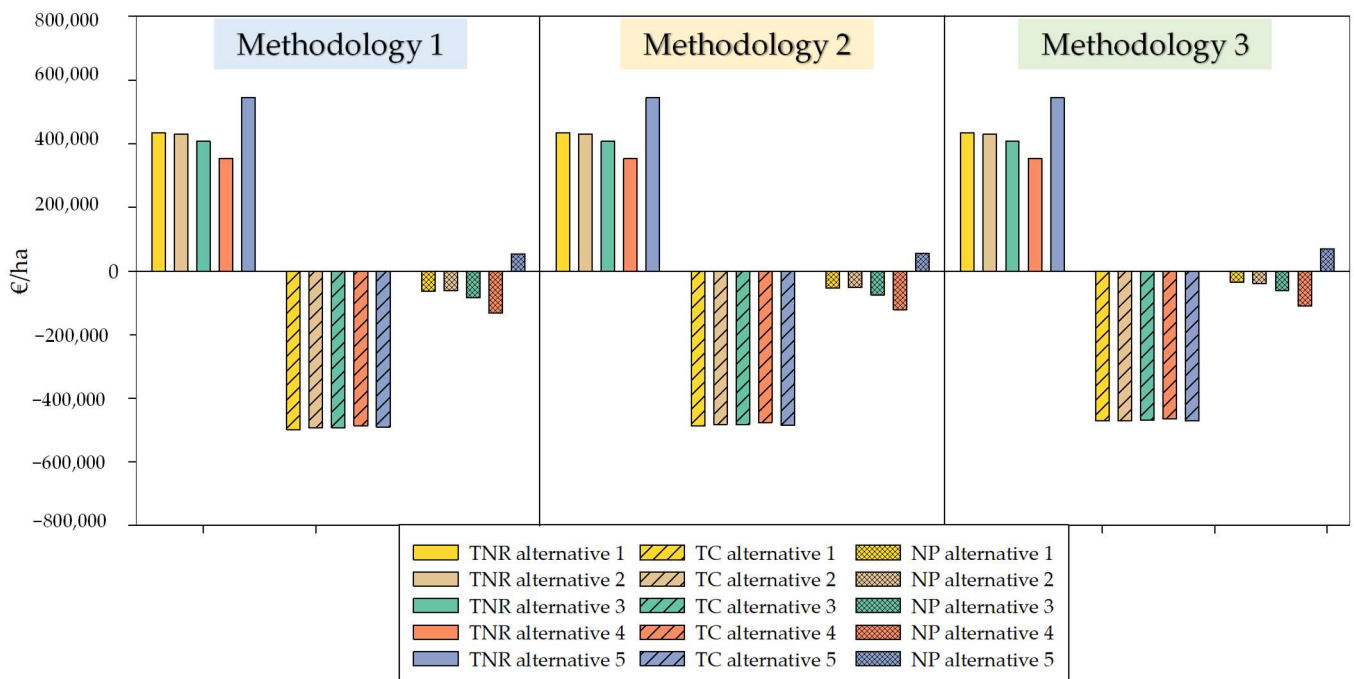 800,000
Methodology 1
Methodology 2
Methodology 3
600,000
400,000
200,000
0
€/ha
−200,000
−400,000
−600,000
−800,000
TNR alternative 1
TC alternative 1
NP alternative 1
TNR alternative 2
TC alternative 2
NP alternative 2
TNR alternative 3
TC alternative 3
NP alternative 3
TNR alternative 4
TC alternative 4
NP alternative 4
TNR alternative 5
TC alternative 5
NP alternative 5